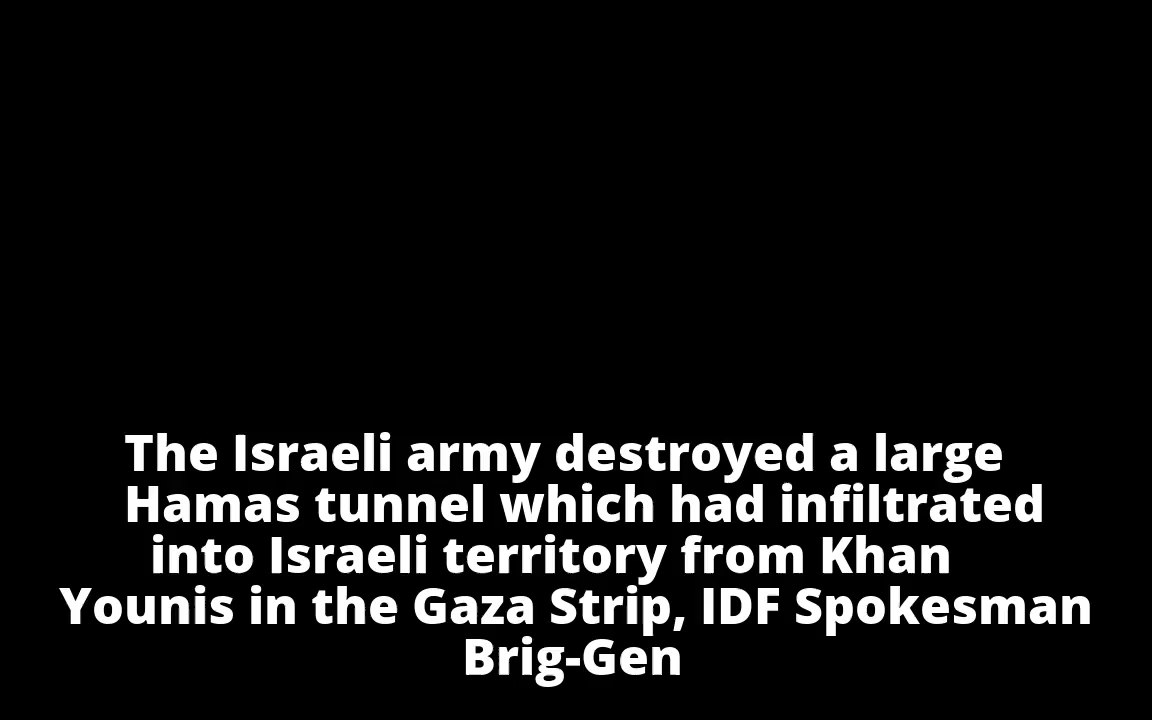 The Israeli army destroyed a large
Hamas tunnel which had infiltrated
into Israeli territory from Khan
Younis in the Gaza Strip, IDF Spokesman
Brig-Gen